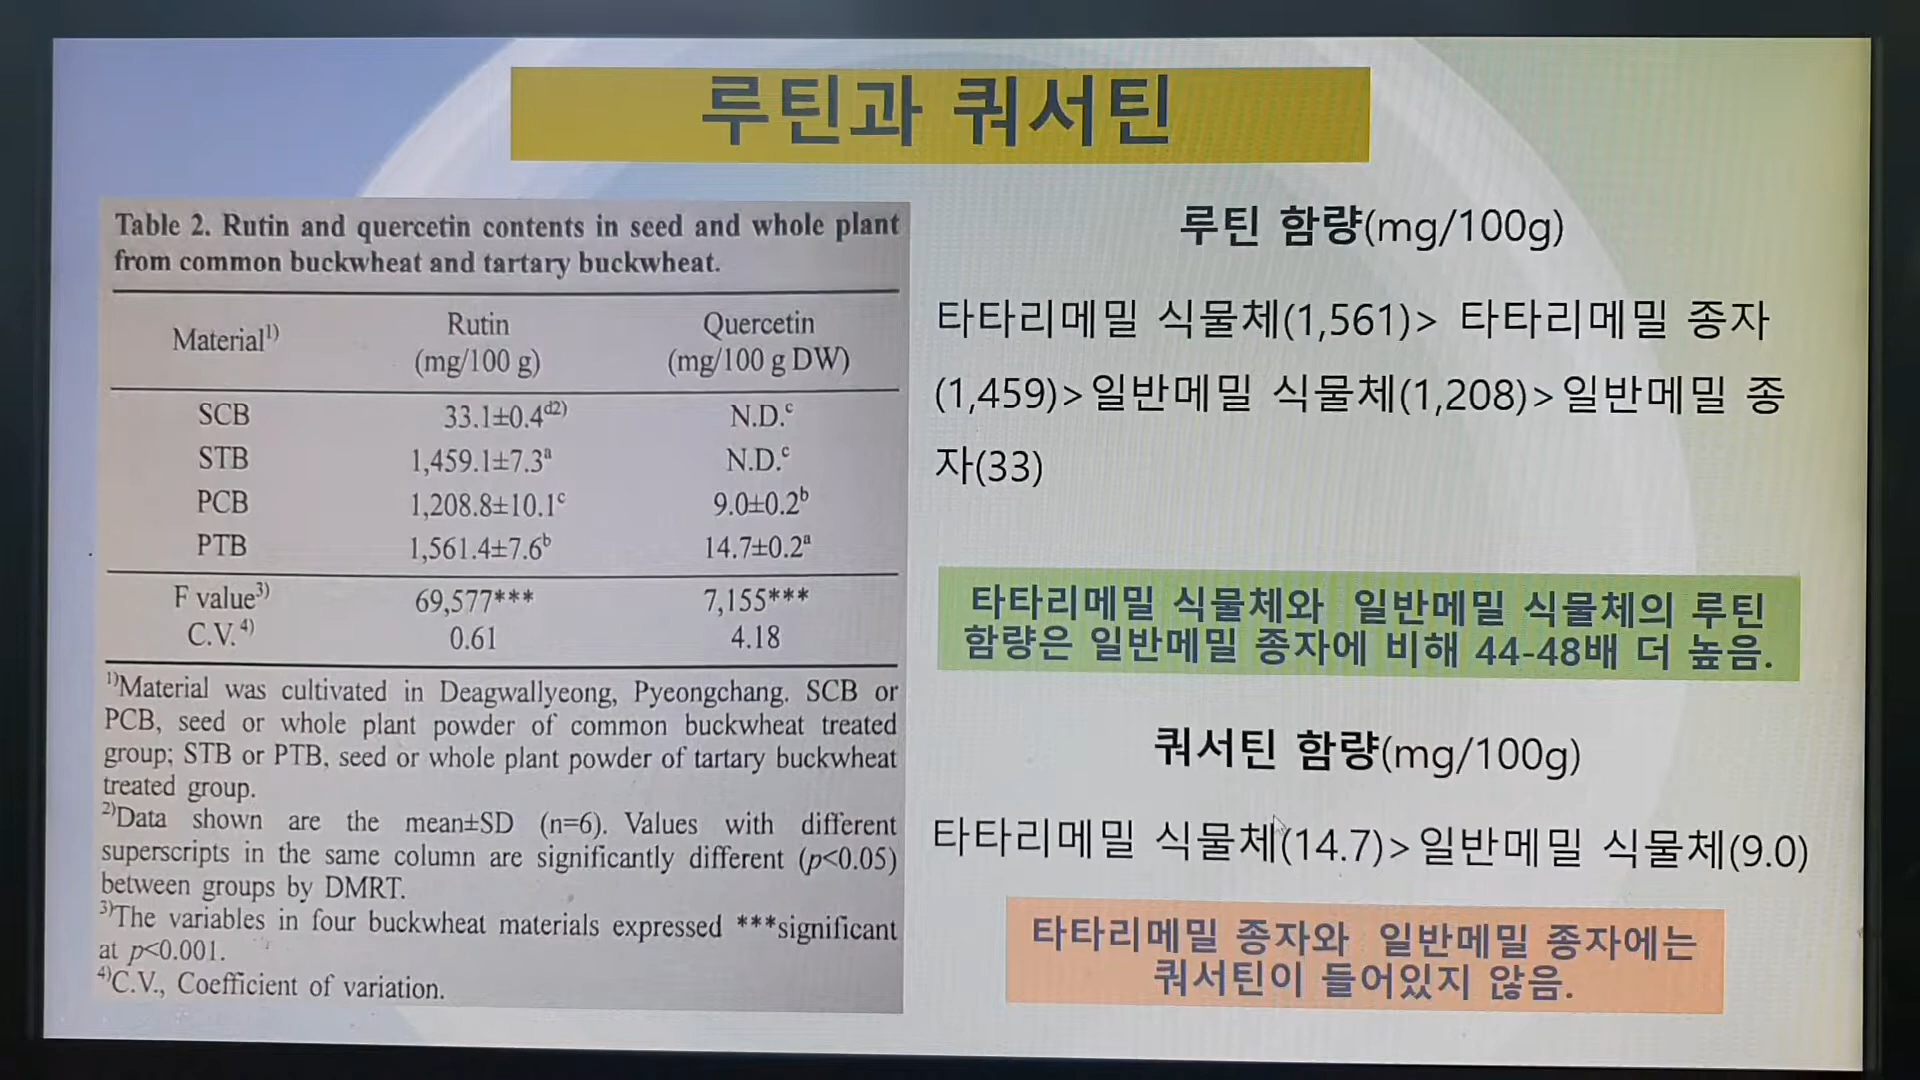 루틴과 쿼서틴
Table 2. Rutin and quercetin contents in seed and whole plant
from common buckwheat and tartary buckwheat.
Material1) Rutin (mg/100 g) Quercetin (mg/100 g DW)
SCB 33.1±0.4d2) N.D.c
STB 1,459.1±7.3a N.D.c
PCB 1,208.8±10.1c 9.0±0.2b
PTB 1,561.4±7.6b 14.7±0.2a
F value3) 69,577*** 7,155***
C.V.4) 0.61 4.18
1)Material was cultivated in Deagwallyeong, Pyeongchang. SCB or
PCB, seed or whole plant powder of common buckwheat treated
group; STB or PTB, seed or whole plant powder of tartary buckwheat
treated group.
2)Data shown are the mean±SD (n=6). Values with different
superscripts in the same column are significantly different (p<0.05)
between groups by DMRT.
3)The variables in four buckwheat materials expressed ***significant
at p<0.001.
4)C.V., Coefficient of variation.
루틴 함량(mg/100g)
타타리메밀 식물체(1,561)> 타타리메밀 종자
(1,459)>일반메밀 식물체(1,208)>일반메밀 종
자(33)
타타리메밀 식물체와 일반메밀 식물체의 루틴
함량은 일반메밀 종자에 비해 44-48배 더 높음.
쿼서틴 함량(mg/100g)
타타리메밀 식물체(14.7)>일반메밀 식물체(9.0)
타타리메밀 종자와 일반메밀 종자에는
쿼서틴이 들어있지 않음.